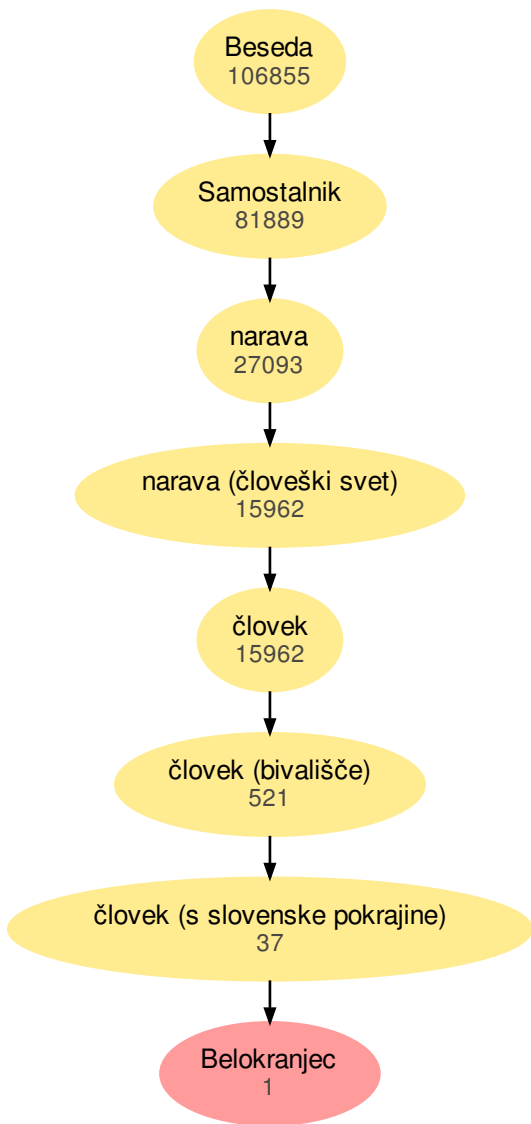 Beseda
106855
Samostalnik
81889
narava
27093
narava (človeški svet)
15962
človek
15962
človek (bivališče)
521
človek (s slovenske pokrajine)
37
Belokranjec
1